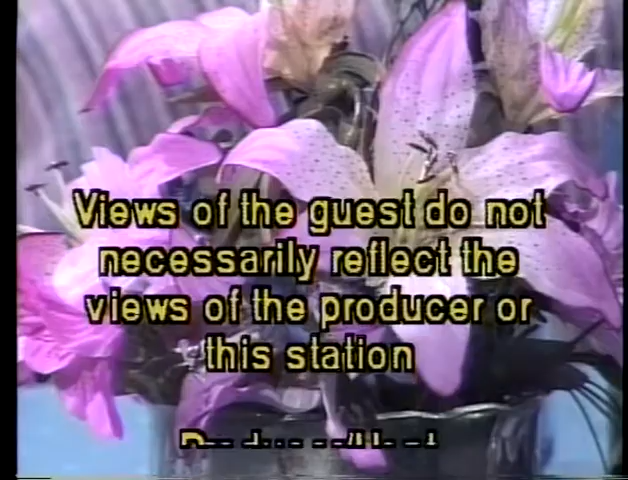 Views of the guest do not
necessarily reflect the
views of the producer or
this station